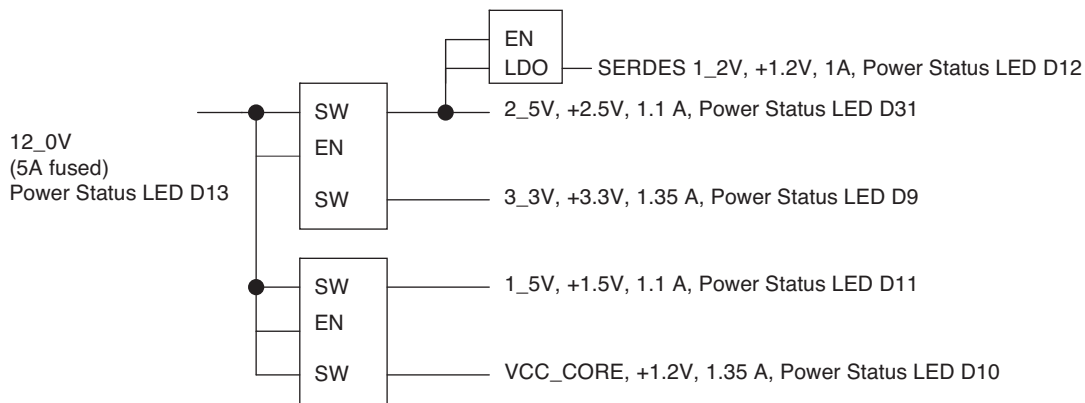 EN
LDO
SERDES 1_2V, +1.2V, 1A, Power Status LED D12
SW
2_5V, +2.5V, 1.1 A, Power Status LED D31
12_0V
(5A fused)
Power Status LED D13
EN
SW
3_3V, +3.3V, 1.35 A, Power Status LED D9
SW
1_5V, +1.5V, 1.1 A, Power Status LED D11
EN
SW
VCC_CORE, +1.2V, 1.35 A, Power Status LED D10